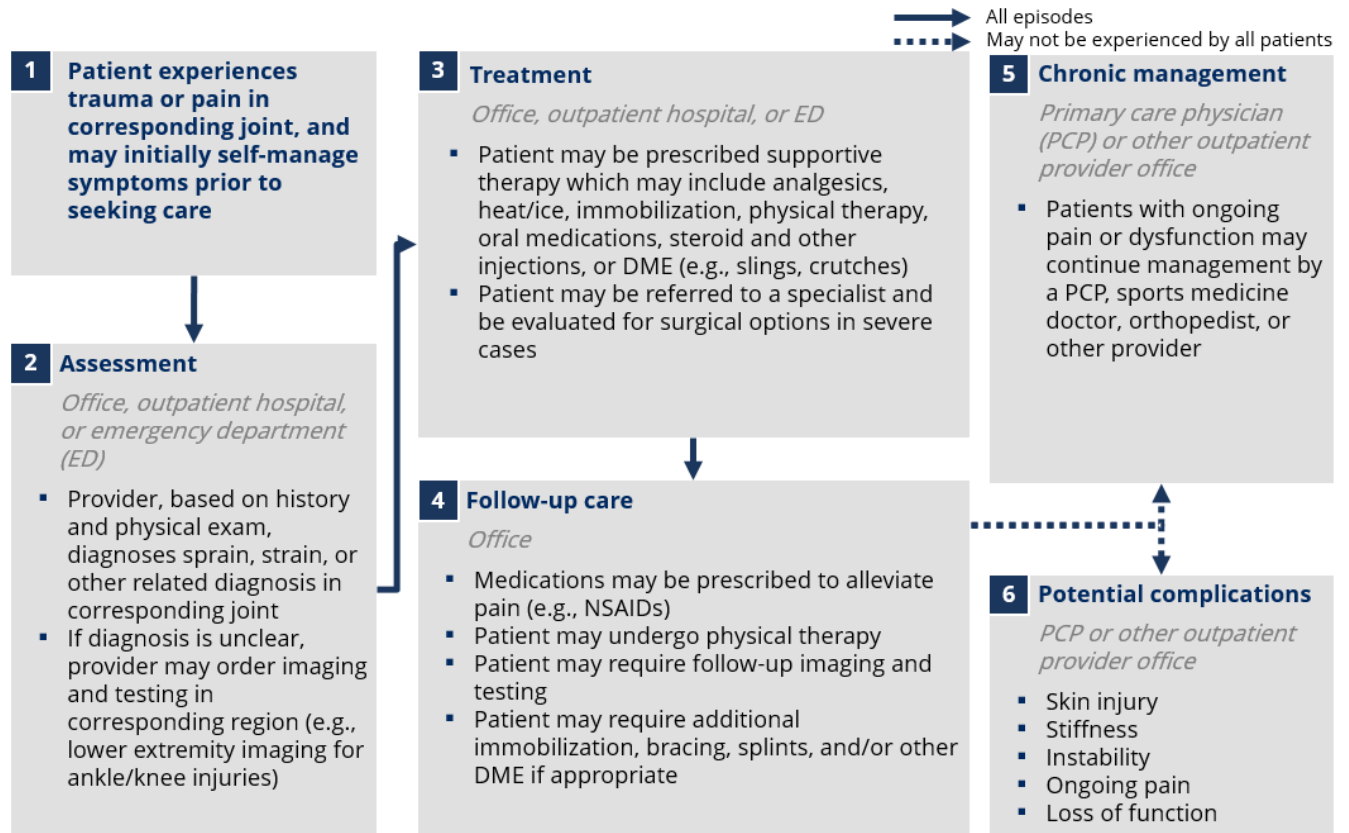 All episodes
May not be experienced by all patients
1
Patient experiences
trauma or pain in
corresponding joint, and
may initially self-manage
symptoms prior to
seeking care
2
Assessment
Office, outpatient hospital,
or emergency department
(ED)
▪ Provider, based on history
and physical exam,
diagnoses sprain, strain, or
other related diagnosis in
corresponding joint
▪ If diagnosis is unclear,
provider may order imaging
and testing in
corresponding region (e.g.,
lower extremity imaging for
ankle/knee injuries)
3
Treatment
Office, outpatient hospital, or ED
▪ Patient may be prescribed supportive
therapy which may include analgesics,
heat/ice, immobilization, physical therapy,
oral medications, steroid and other
injections, or DME (e.g., slings, crutches)
▪ Patient may be referred to a specialist and
be evaluated for surgical options in severe
cases
4
Follow-up care
Office
▪ Medications may be prescribed to alleviate
pain (e.g., NSAIDs)
▪ Patient may undergo physical therapy
▪ Patient may require follow-up imaging and
testing
▪ Patient may require additional
immobilization, bracing, splints, and/or other
DME if appropriate
5
Chronic management
Primary care physician
(PCP) or other outpatient
provider office
▪ Patients with ongoing
pain or dysfunction may
continue management by
a PCP, sports medicine
doctor, orthopedist, or
other provider
6
Potential complications
PCP or other outpatient
provider office
▪ Skin injury
▪ Stiffness
▪ Instability
▪ Ongoing pain
▪ Loss of function